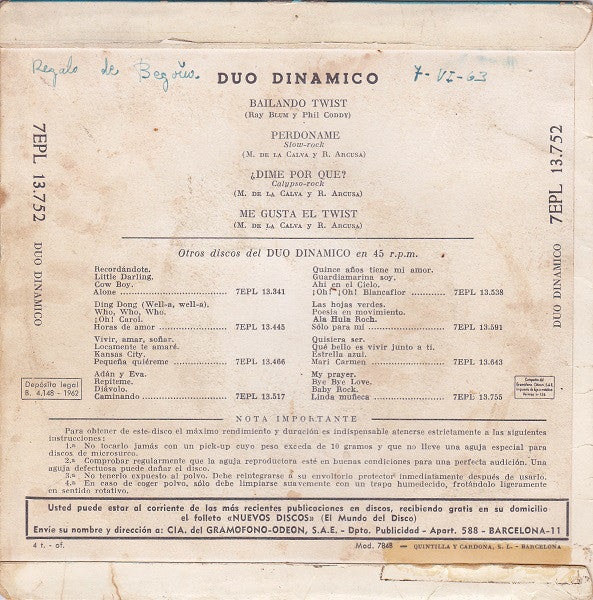 Regalo de Begoña
DUO DINAMICO
7-VI-63
BAILANDO TWIST
(Ray Blum y Phil Coddy)
PERDONAME
Slow-rock
(M. de la Calva y R. Arcusa)
¿DIME POR QUE?
Calypso-rock
(M. de la Calva y R. Arcusa)
ME GUSTA EL TWIST
(M. de la Calva y R. Arcusa)
7EPL 13.752
DUO DINAMICO
7EPL 13.752
DUO DINAMICO
Otros discos del DUO DINAMICO en 45 r.p.m.
Recordándote.
Little Darling.
Cow Boy.
Alone 7EPL 13.341
Ding Dong (Well-a, well-a).
Who, Who, Who.
¡Oh! Carol.
Horas de amor 7EPL 13.445
Vivir, amar, soñar.
Locamente te amaré.
Kansas City.
Pequeña quiéreme 7EPL 13.466
Adán y Eva.
Repíteme.
Diávolo.
Caminando 7EPL 13.517
Quince años tiene mi amor.
Guardiamarina soy.
Ahí en el Cielo.
¡Oh! ¡Oh! Blancaflor 7EPL 13.538
Las hojas verdes.
Poesía en movimiento.
Ala Hula Rock.
Sólo para mí 7EPL 13.591
Quisiera ser.
Qué bello es vivir junto a ti.
Estrella azul.
Mari Carmen 7EPL 13.643
My prayer.
Bye Bye Love.
Baby Rock.
Linda muñeca 7EPL 13.755
Depósito legal
B. 4.148 - 1962
NOTA IMPORTANTE
Para obtener de este disco el máximo rendimiento y duración es indispensable atenerse estrictamente a las siguientes
instrucciones:
1.ª No tocarlo jamás con un pick-up cuyo peso exceda de 10 gramos y que no lleve una aguja especial para
discos de microsurco.
2.ª Comprobar regularmente que la aguja reproductora esté en buenas condiciones para una perfecta audición. Una
aguja defectuosa puede dañar el disco.
3.ª No tenerlo expuesto al polvo. Debe reintegrarse a su envoltorio protector inmediatamente después de usarlo.
4.ª En caso de coger polvo, sólo debe limpiarse suavemente con un trapo humedecido, frotándolo ligeramente
en sentido rotativo.
Usted puede estar al corriente de las más recientes publicaciones en discos, recibiendo gratis en su domicilio
el folleto «NUEVOS DISCOS» (El Mundo del Disco)
Envíe su nombre y dirección a: CIA. del GRAMOFONO-ODEON, S.A.E. - Dpto. Publicidad - Apart. 588 - BARCELONA-11
4 t. - of.
Mod. 7848 — QUINTILLA Y CARDONA, S. L. - BARCELONA